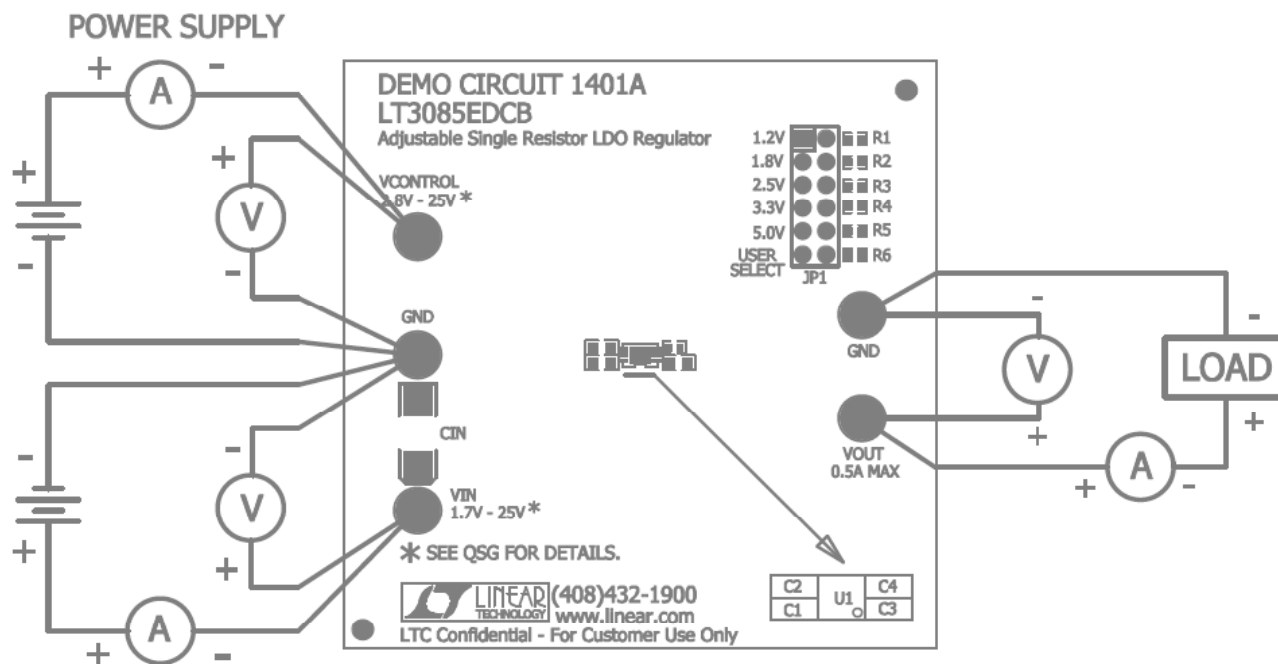 POWER SUPPLY
+ A -
DEMO CIRCUIT 1401A
LT3085EDCB
Adjustable Single Resistor LDO Regulator
+
+ V -
-
VCONTROL
2.8V - 25V *
1.2V R1
1.8V R2
2.5V R3
3.3V R4
5.0V R5
USER SELECT R6
JP1
GND
GND
- V +
- LOAD +
VOUT
0.5A MAX
+ A -
CIN
-
- V +
+
VIN
1.7V - 25V *
* SEE QSG FOR DETAILS.
C2 U1 C4
C1 C3
LINEAR TECHNOLOGY
(408)432-1900
www.linear.com
LTC Confidential - For Customer Use Only
+ A -